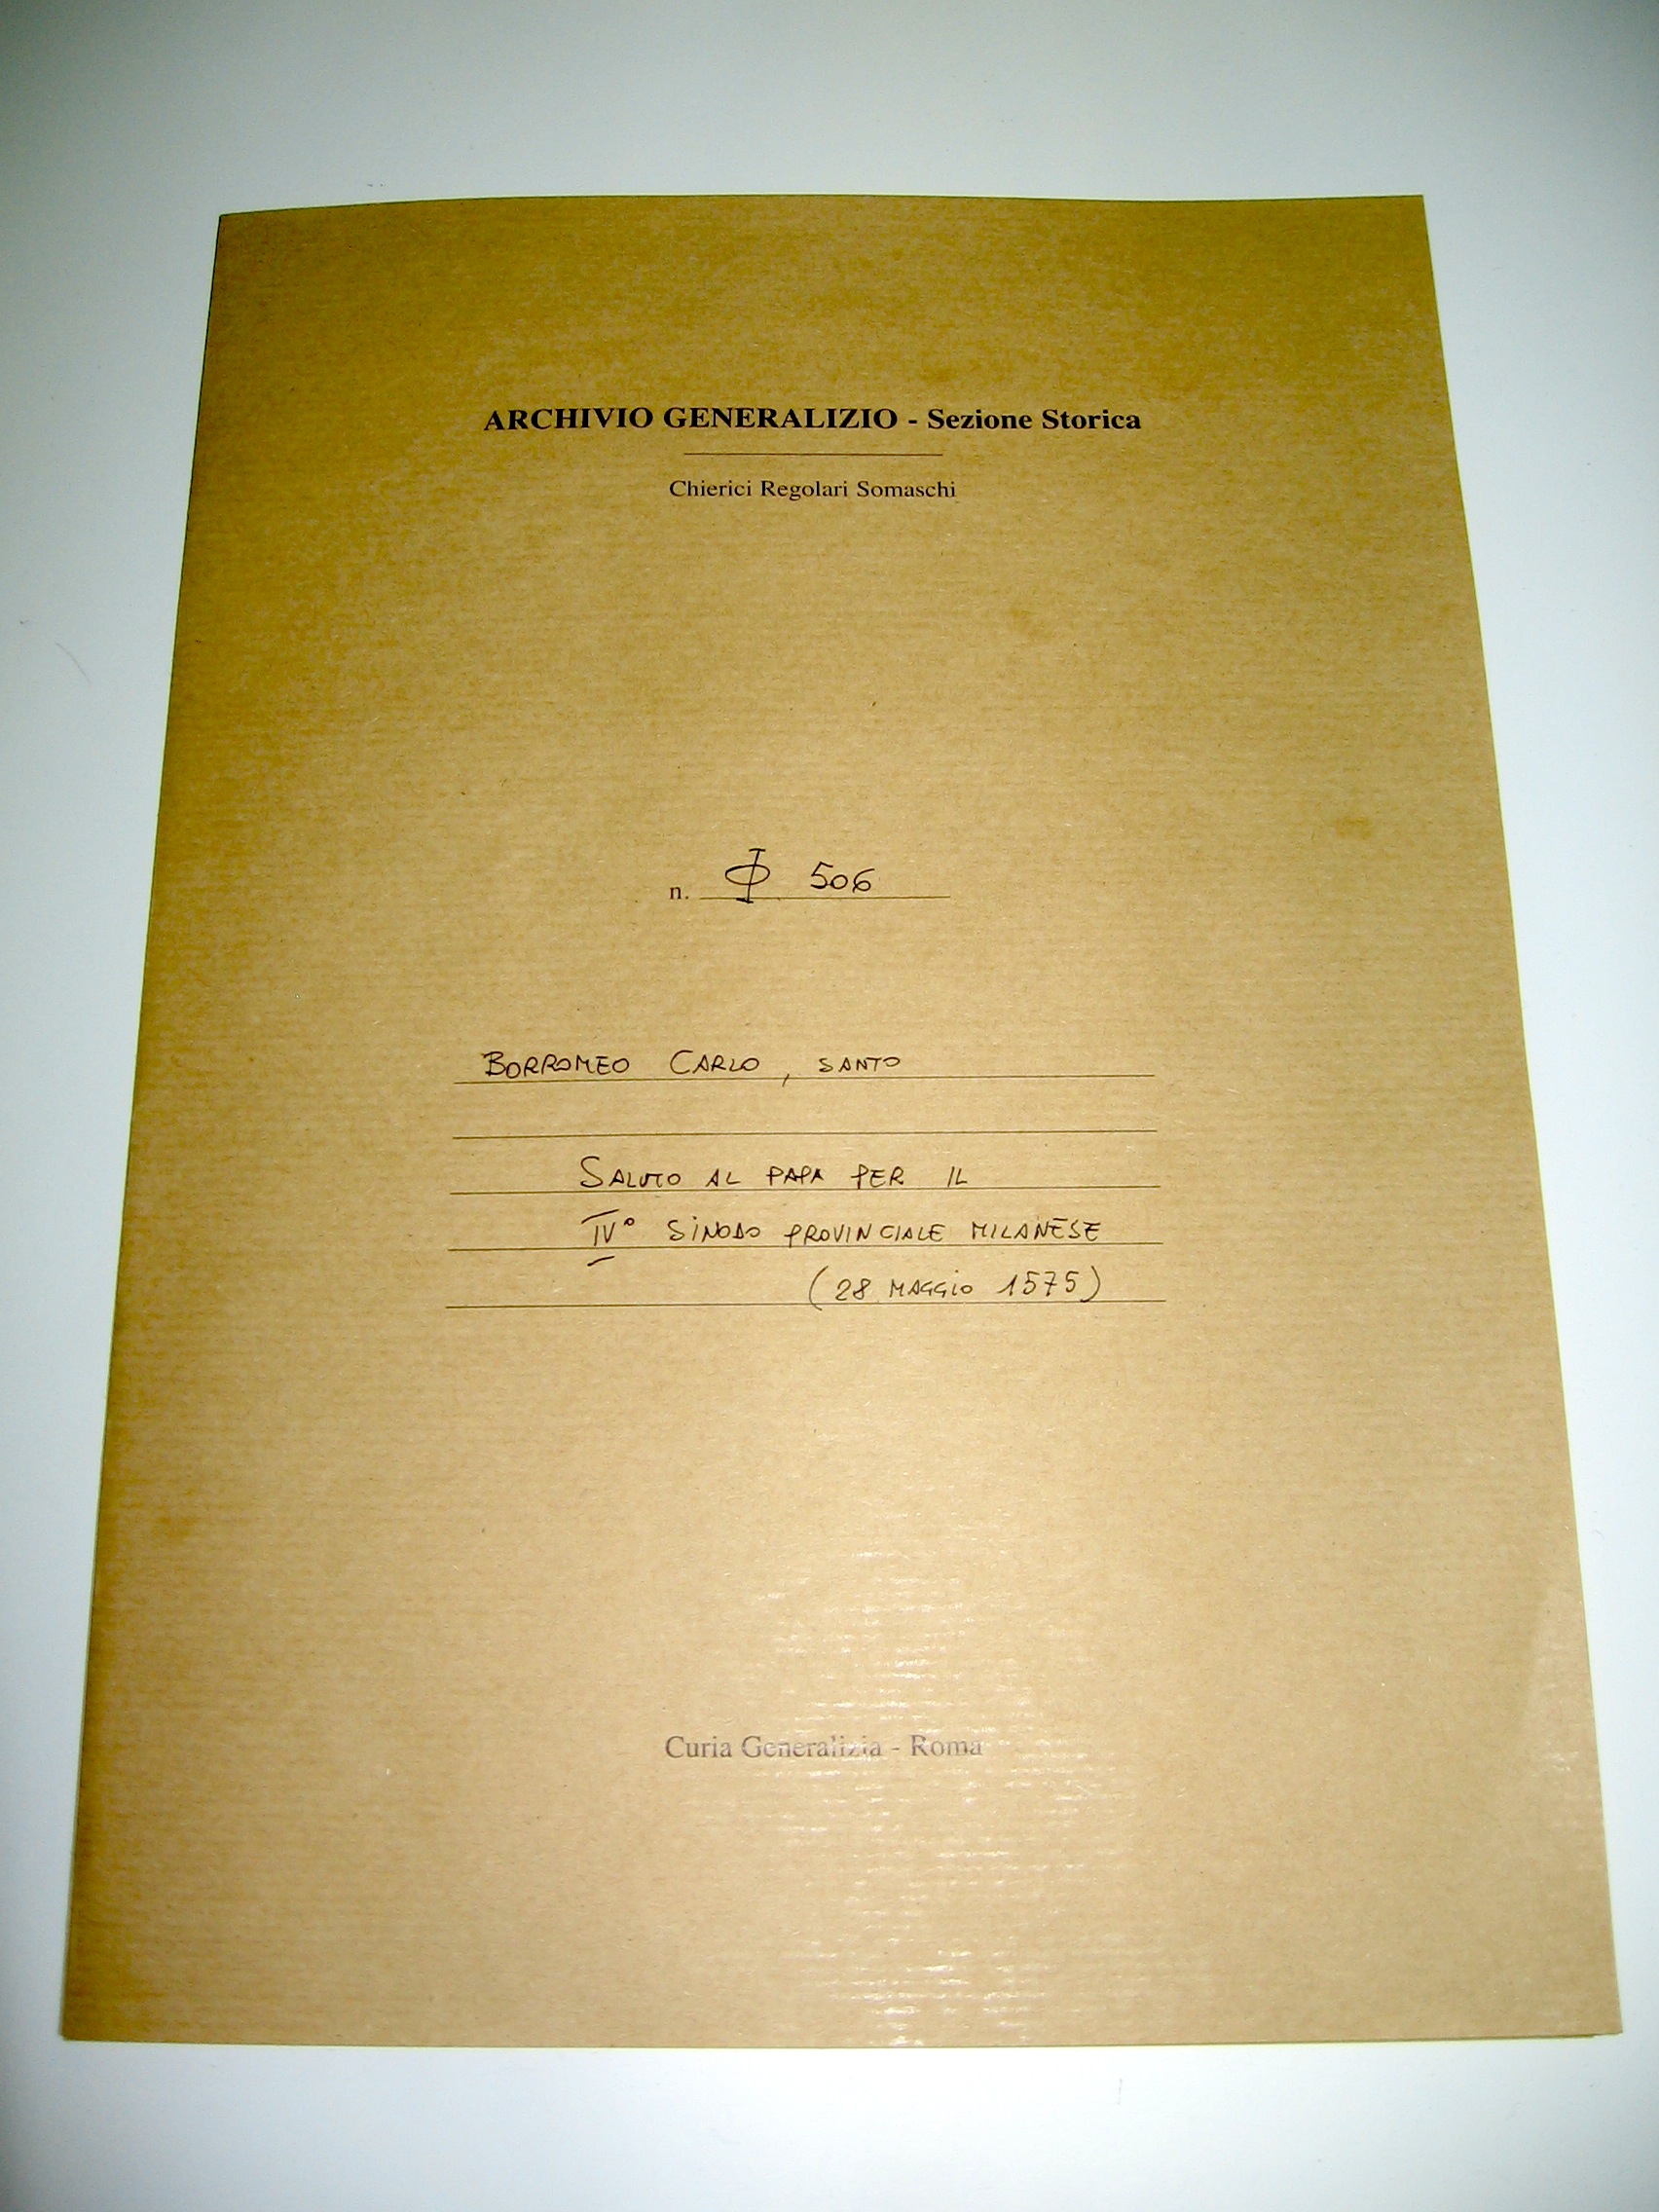 ARCHIVIO GENERALIZIO - Sezione Storica
Chierici Regolari Somaschi
n. Φ 506
BORROMEO CARLO, SANTO
SALUTO AL PAPA PER IL
IV° SINODO PROVINCIALE MILANESE
(28 MAGGIO 1575)
Curia Generalizia - Roma